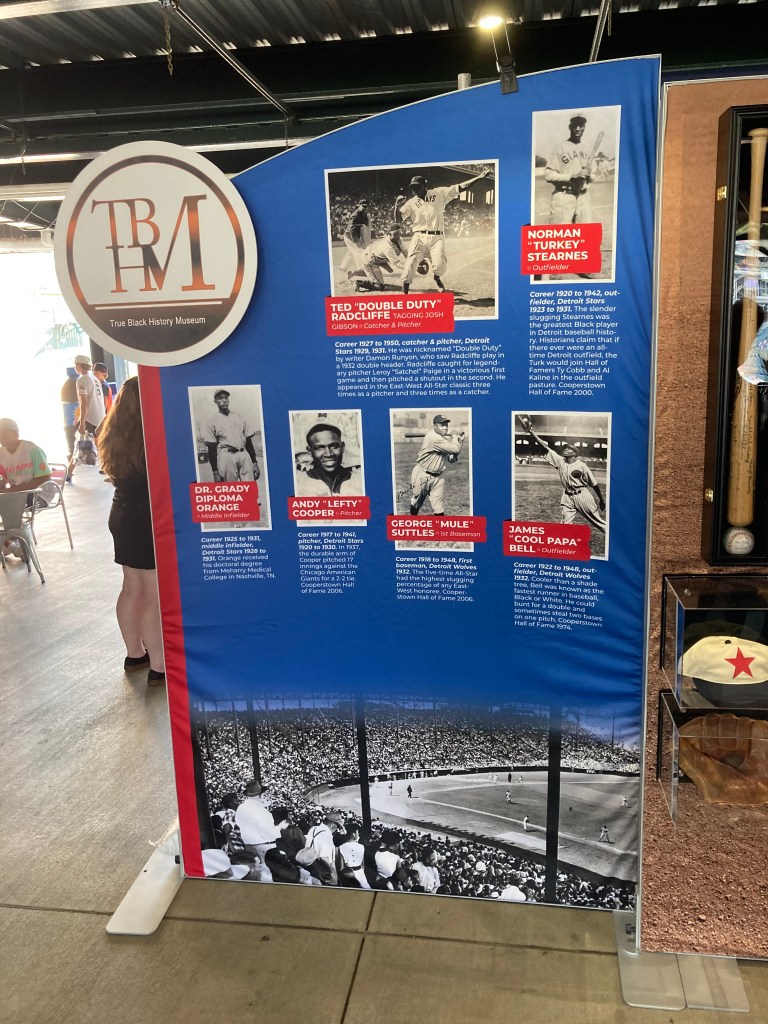 TBHM
True Black History Museum
GRAYS
TED "DOUBLE DUTY"
RADCLIFFE TAGGING JOSH
GIBSON ○ Catcher & Pitcher
Career 1927 to 1950, catcher & pitcher, Detroit
Stars 1929, 1931. He was nicknamed "Double Duty"
by writer Damon Runyon, who saw Radcliffe play in
a 1932 double header. Radcliffe caught for legend-
ary pitcher Leroy "Satchel" Paige in a victorious first
game and then pitched a shutout in the second. He
appeared in the East-West All-Star classic three
times as a pitcher and three times as a catcher.
GIANTS
NORMAN
"TURKEY"
STEARNES
○ Outfielder
Career 1920 to 1942, out-
fielder, Detroit Stars
1923 to 1931. The slender
slugging Stearnes was
the greatest Black player
in Detroit baseball histo-
ry. Historians claim that if
there ever were an all-
time Detroit outfield, the
Turk would join Hall of
Famers Ty Cobb and Al
Kaline in the outfield
pasture. Cooperstown
Hall of Fame 2000.
DR. GRADY
DIPLOMA
ORANGE
○ Middle Infielder
Career 1925 to 1931,
middle infielder,
Detroit Stars 1928 to
1931. Orange received
his doctoral degree
from Meharry Medical
College in Nashville, TN.
ANDY "LEFTY"
COOPER ○ Pitcher
Career 1917 to 1941,
pitcher, Detroit Stars
1920 to 1930. In 1937,
the durable arm of
Cooper pitched 17
innings against the
Chicago American
Giants for a 2-2 tie.
Cooperstown Hall
of Fame 2006.
GEORGE "MULE"
SUTTLES ○ 1st Baseman
Career 1918 to 1948, first
baseman, Detroit Wolves
1932. The five-time All-Star
had the highest slugging
percentage of any East-
West honoree. Cooper-
stown Hall of Fame 2006.
JAMES
"COOL PAPA"
BELL ○ Outfielder
Career 1922 to 1948, out-
fielder, Detroit Wolves
1932. Cooler than a shade
tree, Bell was known as the
fastest runner in baseball,
Black or White. He could
bunt for a double and
sometimes steal two bases
on one pitch. Cooperstown
Hall of Fame 1974.